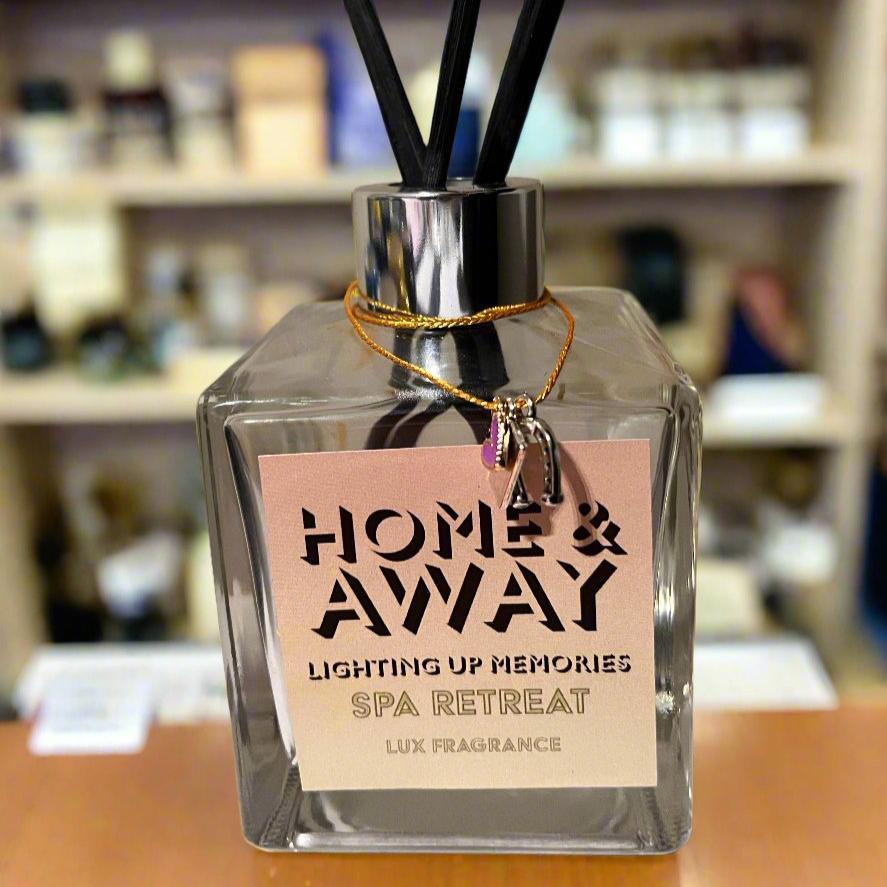 HOME &
AWAY
LIGHTING UP MEMORIES
SPA RETREAT
LUX FRAGRANCE